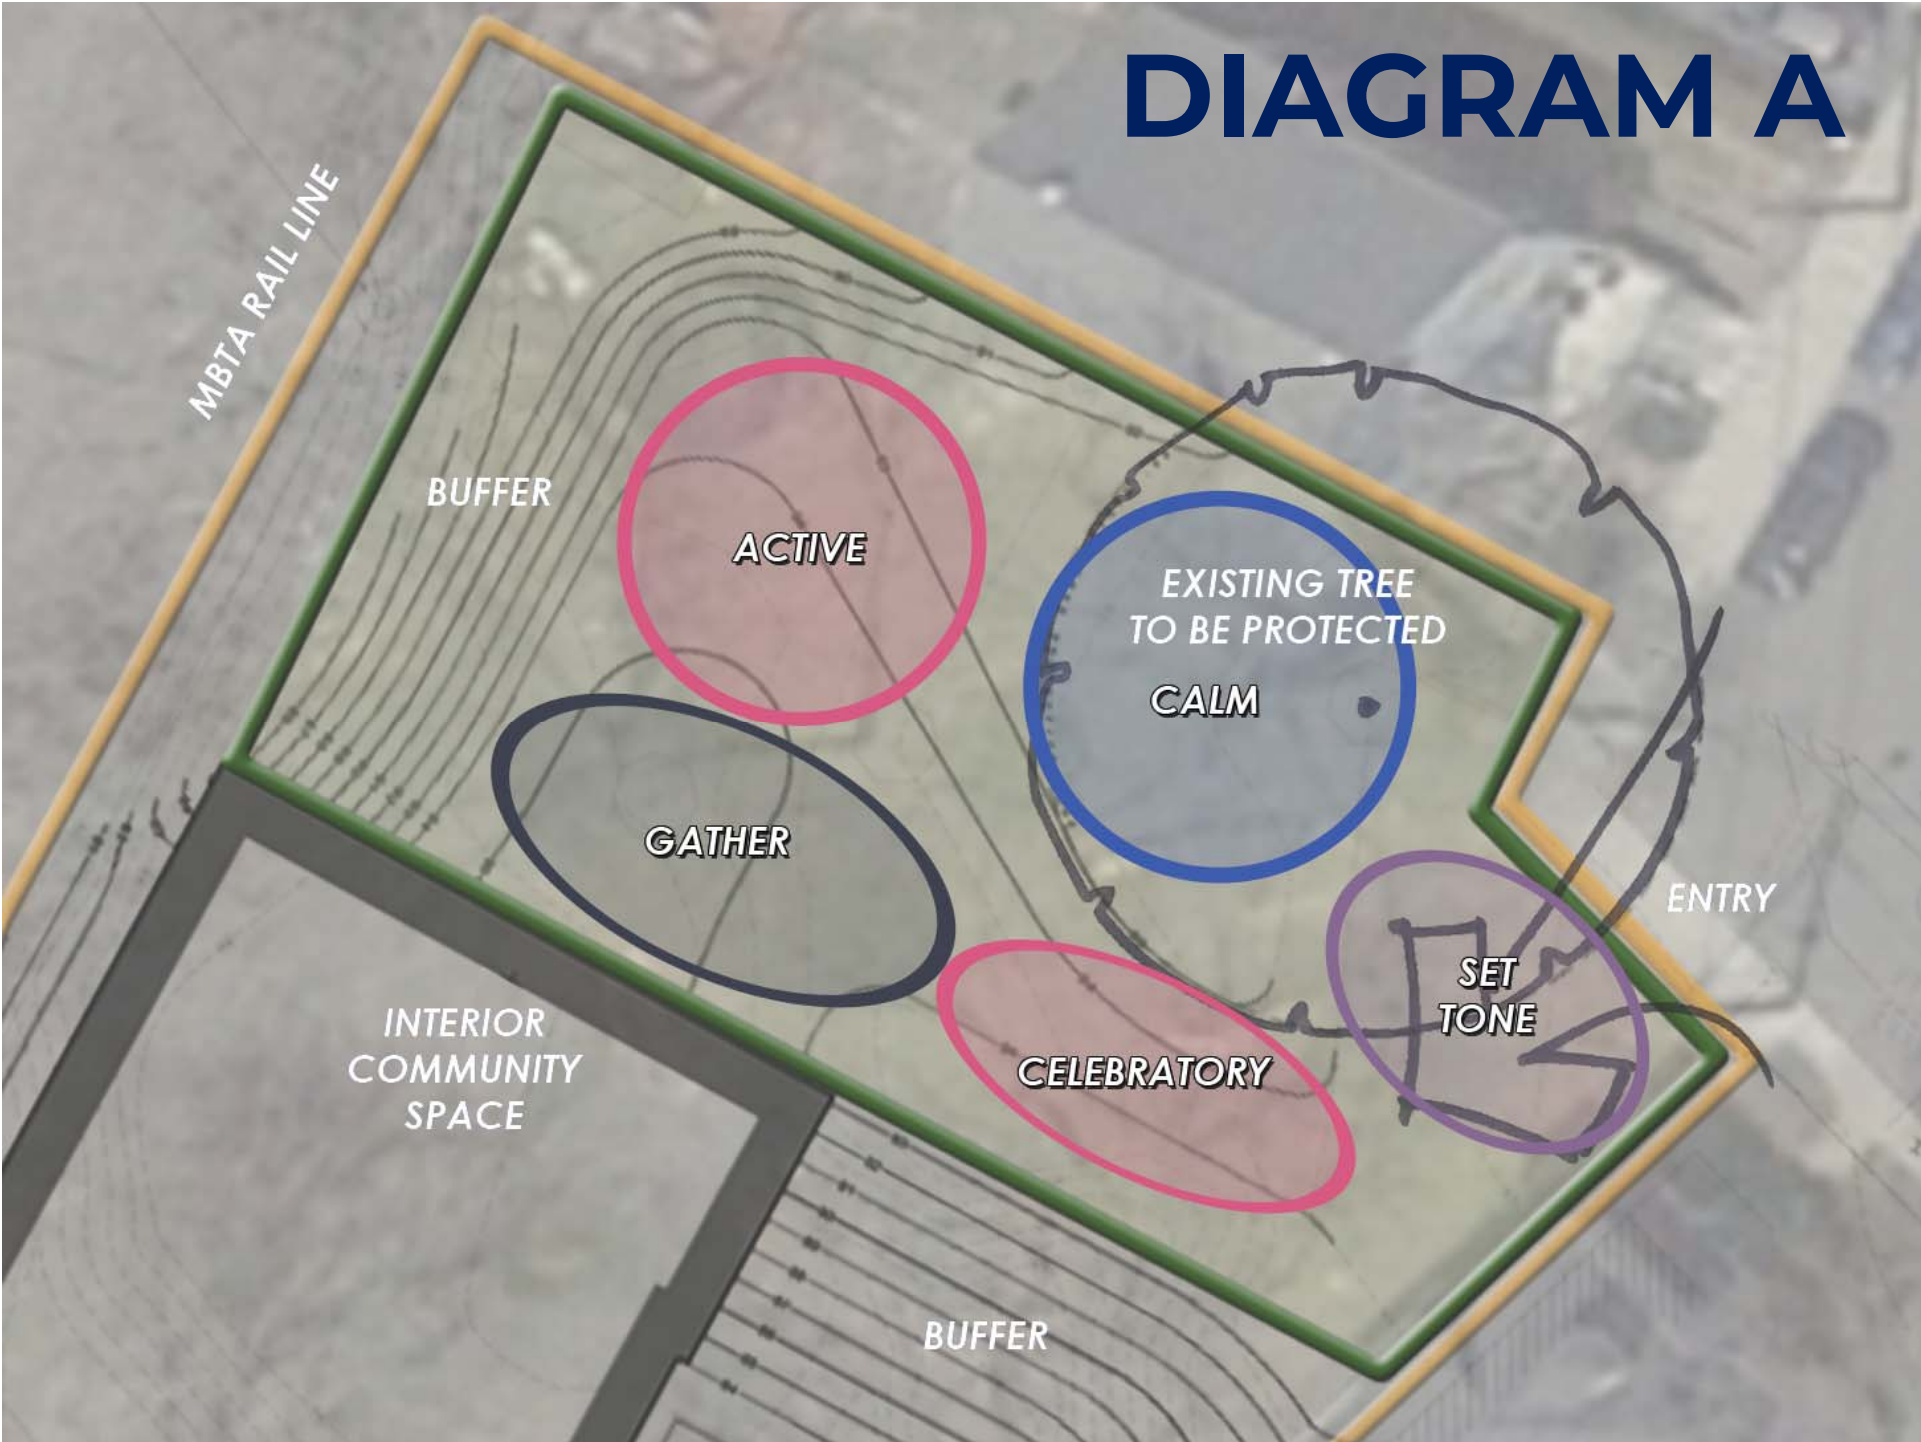 DIAGRAM A
MBTA RAIL LINE
BUFFER
ACTIVE
EXISTING TREE
TO BE PROTECTED
CALM
GATHER
ENTRY
SET
TONE
INTERIOR
COMMUNITY
SPACE
CELEBRATORY
BUFFER